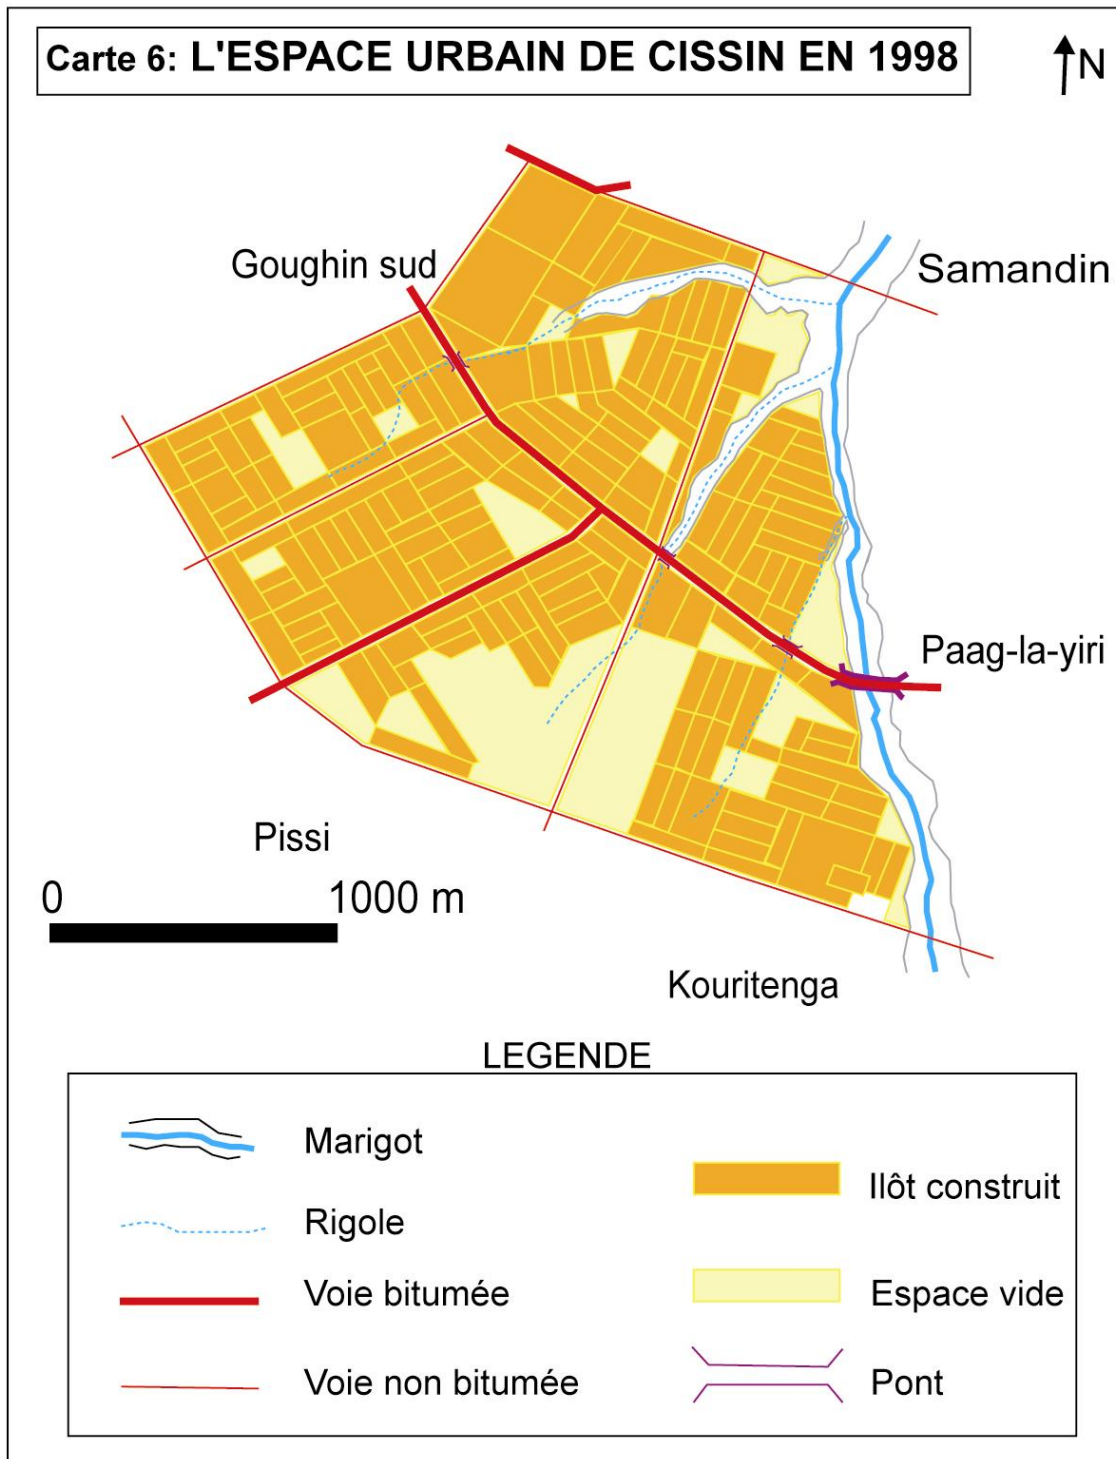 Carte 6: L'ESPACE URBAIN DE CISSIN EN 1998
N
Goughin sud
Samandin
Paag-la-yiri
Pissi
0 1000 m
Kouritenga
LEGENDE
Marigot
Ilôt construit
Rigole
Voie bitumée
Espace vide
Voie non bitumée
Pont